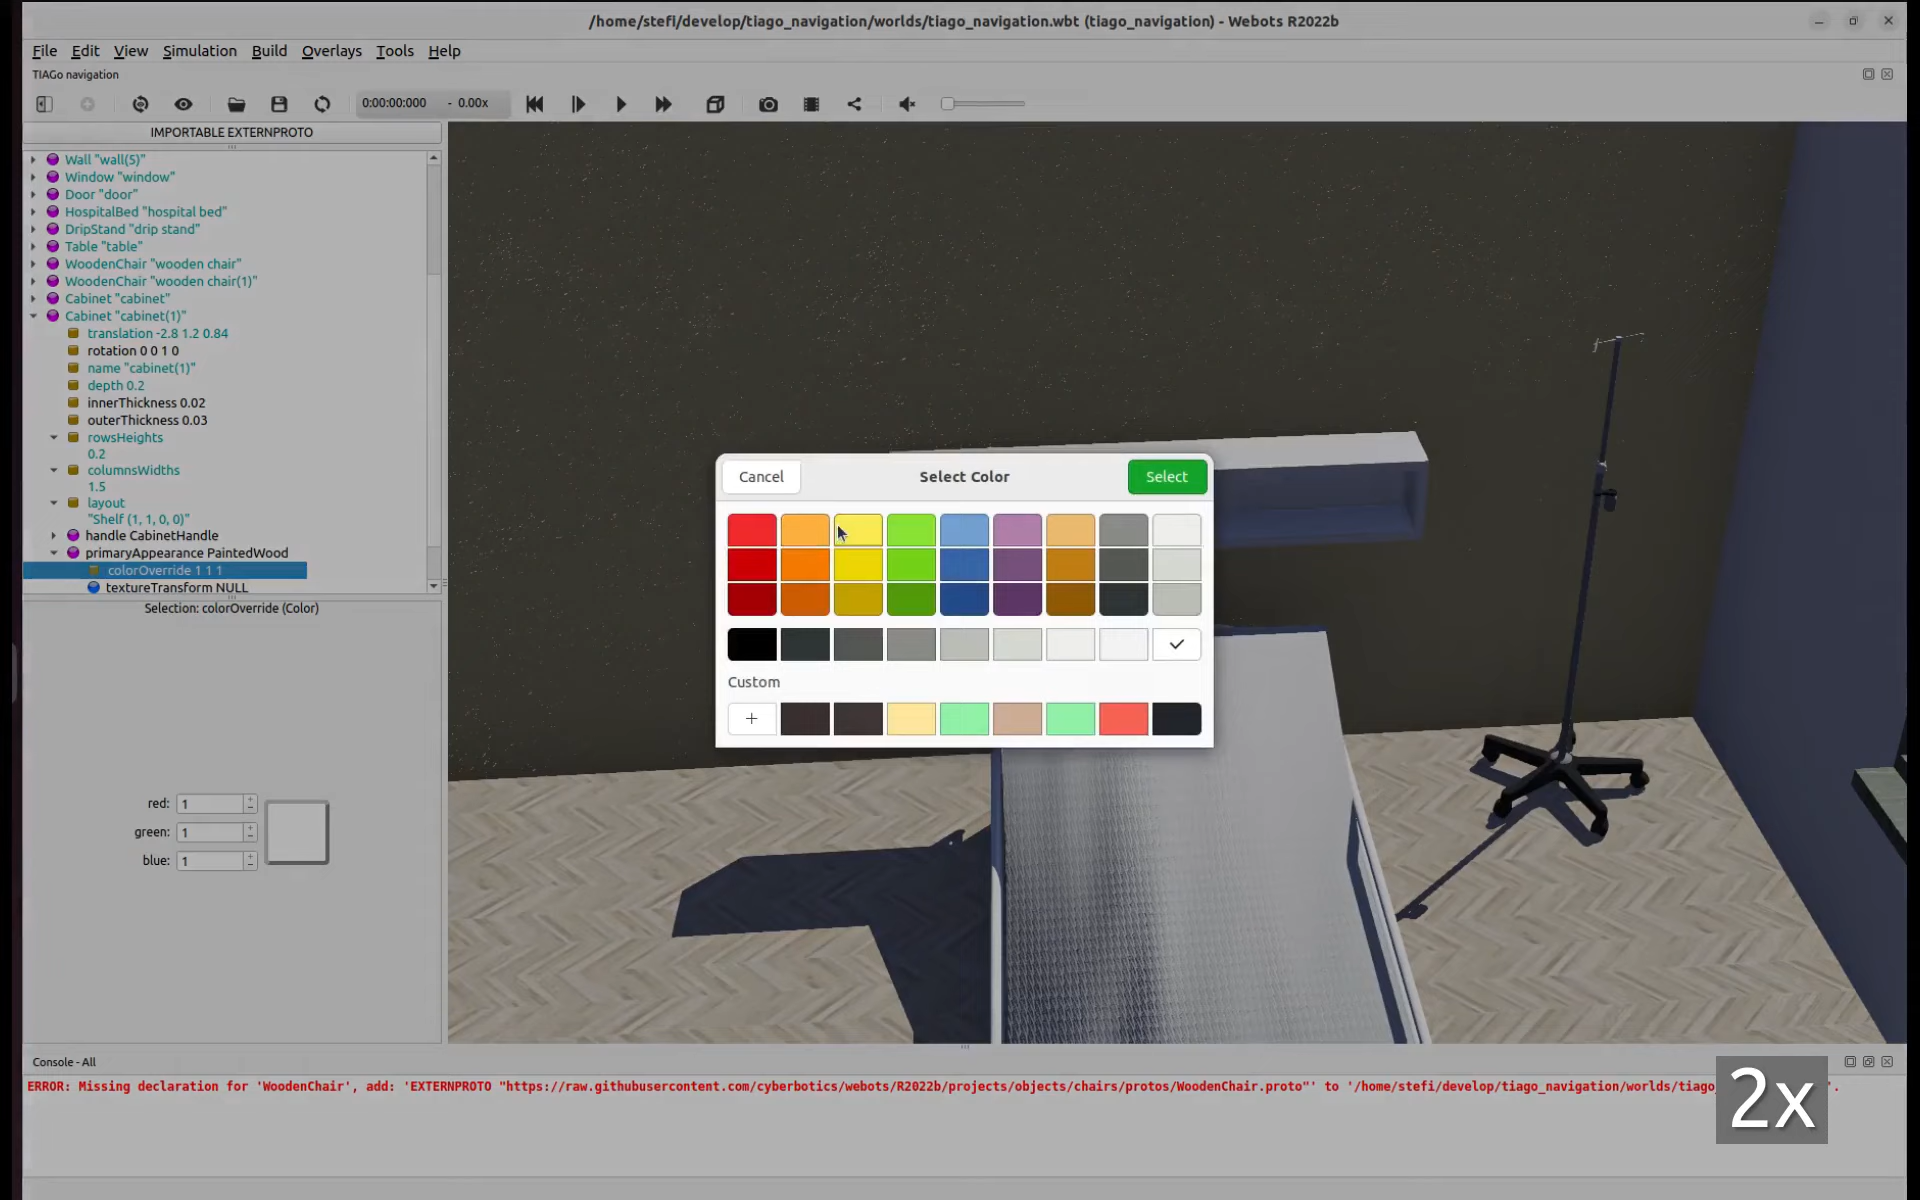 /home/stefi/develop/tiago_navigation/worlds/tiago_navigation.wbt (tiago_navigation) - Webots R2022b
File Edit View Simulation Build Overlays Tools Help
TIAGo navigation
0:00:00:000 - 0.00x
IMPORTABLE EXTERNPROTO
Wall "wall(5)"
Window "window"
Door "door"
HospitalBed "hospital bed"
DripStand "drip stand"
Table "table"
WoodenChair "wooden chair"
WoodenChair "wooden chair(1)"
Cabinet "cabinet"
Cabinet "cabinet(1)"
translation -2.8 1.2 0.84
rotation 0 0 1 0
name "cabinet(1)"
depth 0.2
innerThickness 0.02
outerThickness 0.03
rowsHeights
0.2
columnsWidths
1.5
layout
"Shelf (1, 1, 0, 0)"
handle CabinetHandle
primaryAppearance PaintedWood
colorOverride 1 1 1
textureTransform NULL
Selection: colorOverride (Color)
red: 1
green: 1
blue: 1
Cancel Select Color Select
Custom
Console - All
ERROR: Missing declaration for 'WoodenChair', add: 'EXTERNPROTO "https://raw.githubusercontent.com/cyberbotics/webots/R2022b/projects/objects/chairs/protos/WoodenChair.proto"' to '/home/stefi/develop/tiago_navigation/worlds/tiago_
2x